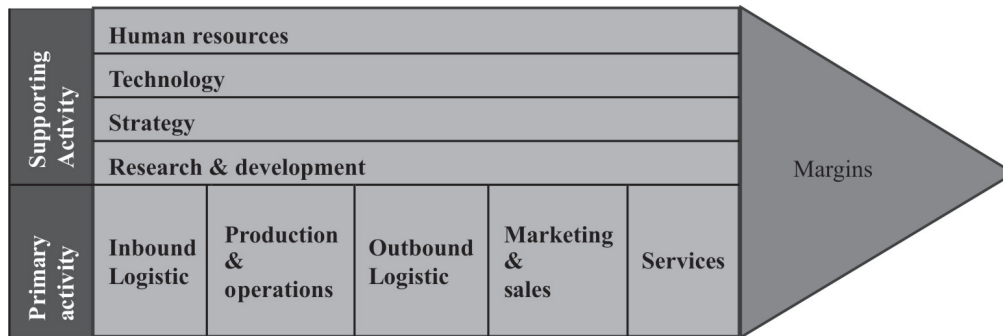 Supporting
Activity
Human resources
Technology
Strategy
Research & development
Margins
Primary
activity
Inbound
Logistic
Production
&
operations
Outbound
Logistic
Marketing
&
sales
Services